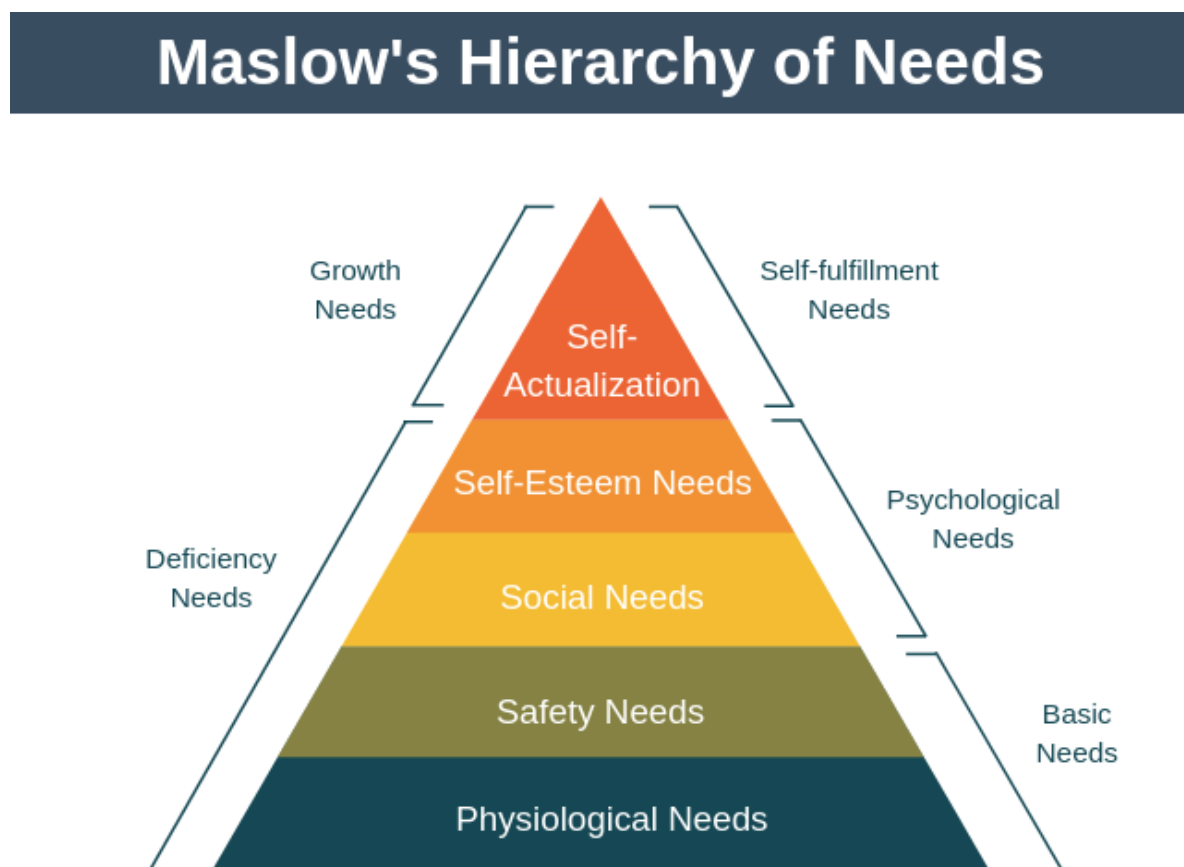 Maslow's Hierarchy of Needs
Growth
Needs
Self-fulfillment
Needs
Self-
Actualization
Self-Esteem Needs
Psychological
Needs
Deficiency
Needs
Social Needs
Safety Needs
Basic
Needs
Physiological Needs